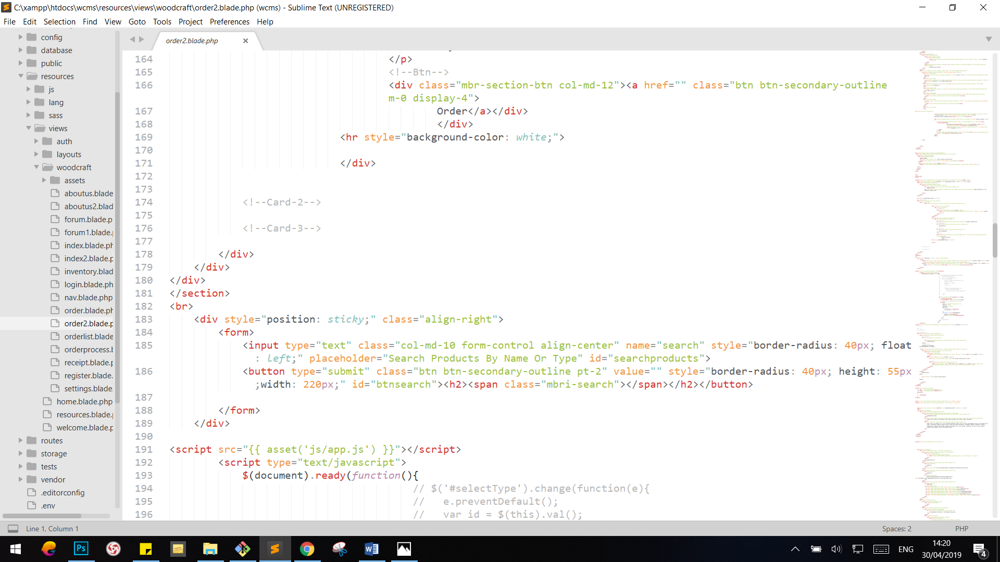 C:\xampp\htdocs\wcms\resources\views\woodcraft\order2.blade.php (wcms) - Sublime Text (UNREGISTERED)
File Edit Selection Find View Goto Tools Project Preferences Help
config
database
public
resources
js
lang
sass
views
auth
layouts
woodcraft
assets
aboutus.blade
aboutus2.blad
forum.blade.p
forum1.blade.
index.blade.ph
index2.blade.p
inventory.blad
login.blade.ph
nav.blade.php
order.blade.ph
order2.blade.p
orderlist.blade
orderprocess.b
receipt.blade.p
register.blade.
settings.blade
home.blade.php
resources.blade.
welcome.blade.p
routes
storage
tests
vendor
.editorconfig
.env
order2.blade.php ×
164 </p>
165 <!--Btn-->
166 <div class="mbr-section-btn col-md-12"><a href="" class="btn btn-secondary-outline
m-0 display-4">
167 Order</a></div>
168 </div>
169 <hr style="background-color: white;">
170
171 </div>
172
173
174 <!--Card-2-->
175
176 <!--Card-3-->
177
178 </div>
179 </div>
180 </div>
181 </section>
182 <br>
183 <div style="position: sticky;" class="align-right">
184 <form>
185 <input type="text" class="col-md-10 form-control align-center" name="search" style="border-radius: 40px; float
: left;" placeholder="Search Products By Name Or Type" id="searchproducts">
186 <button type="submit" class="btn btn-secondary-outline pt-2" value="" style="border-radius: 40px; height: 55px
;width: 220px;" id="btnsearch"><h2><span class="mbri-search"></span></h2></button>
187
188 </form>
189 </div>
190
191 <script src="{{ asset('js/app.js') }}"></script>
192 <script type="text/javascript">
193 $(document).ready(function(){
194 // $('#selectType').change(function(e){
195 // e.preventDefault();
196 // var id = $(this).val();
Line 1, Column 1
Spaces: 2
PHP
Ps
ENG
14:20
30/04/2019
4